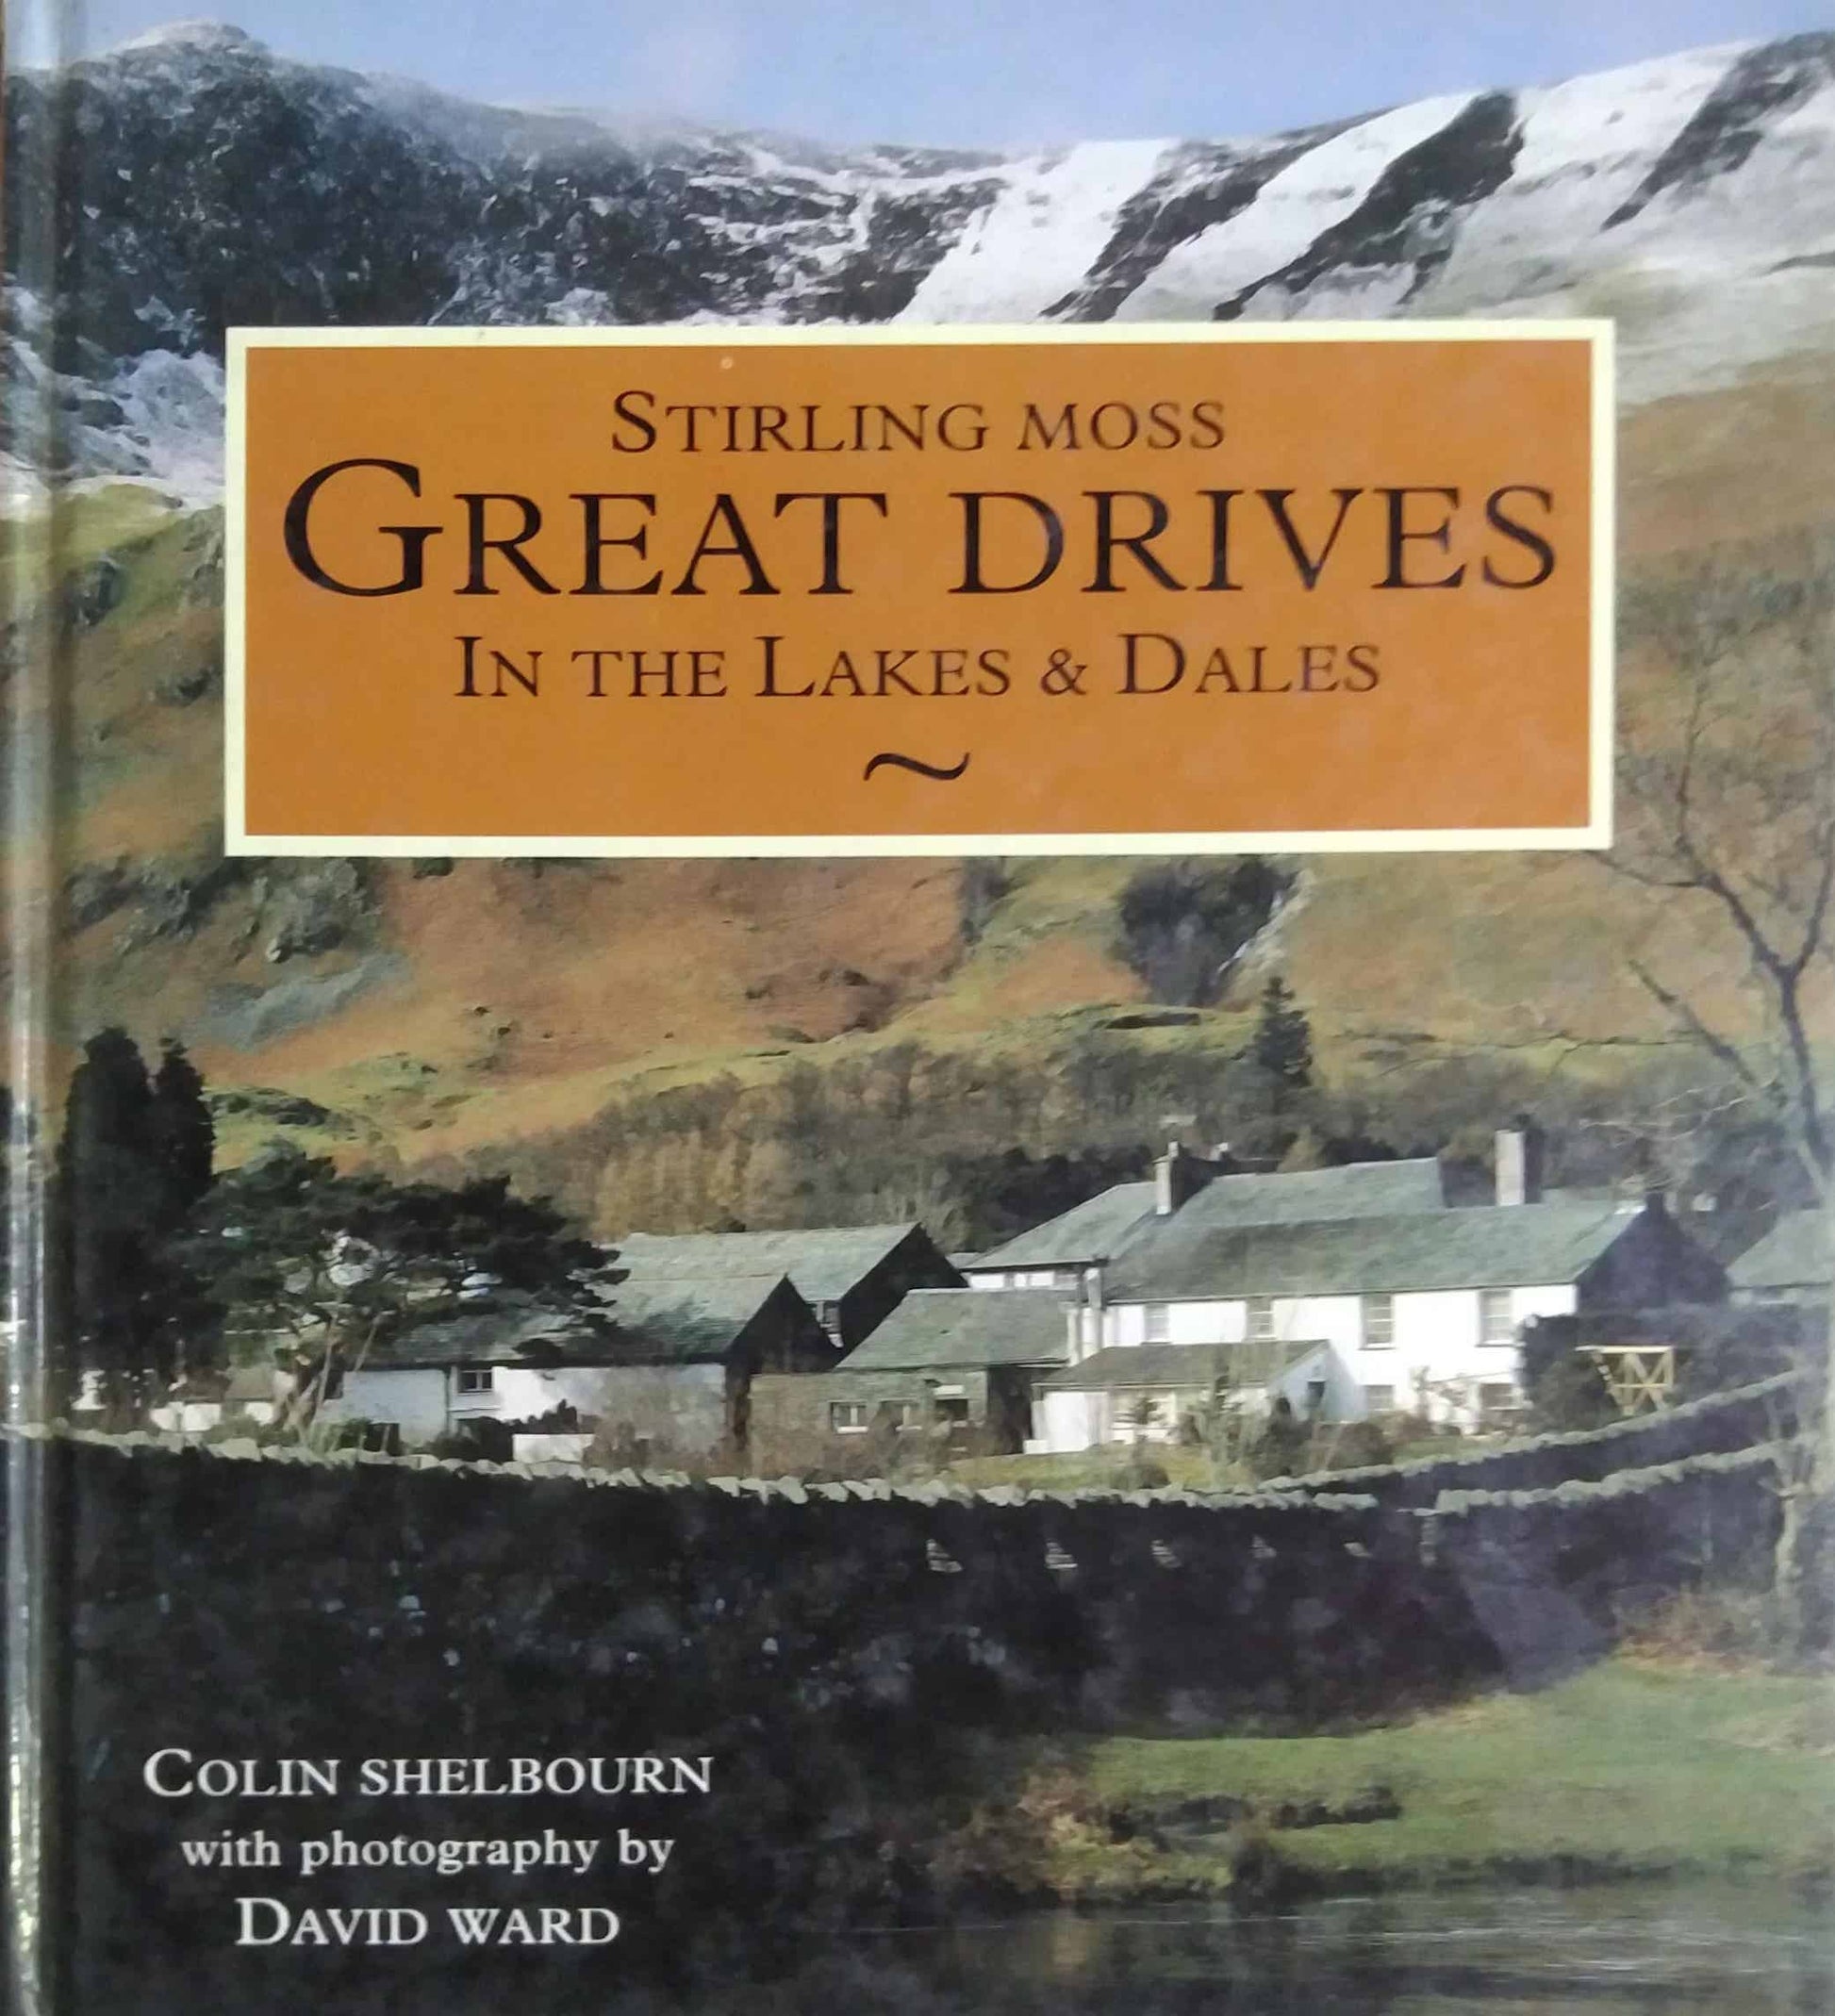 STIRLING MOSS
GREAT DRIVES
IN THE LAKES & DALES
~
COLIN SHELBOURN
with photography by
DAVID WARD